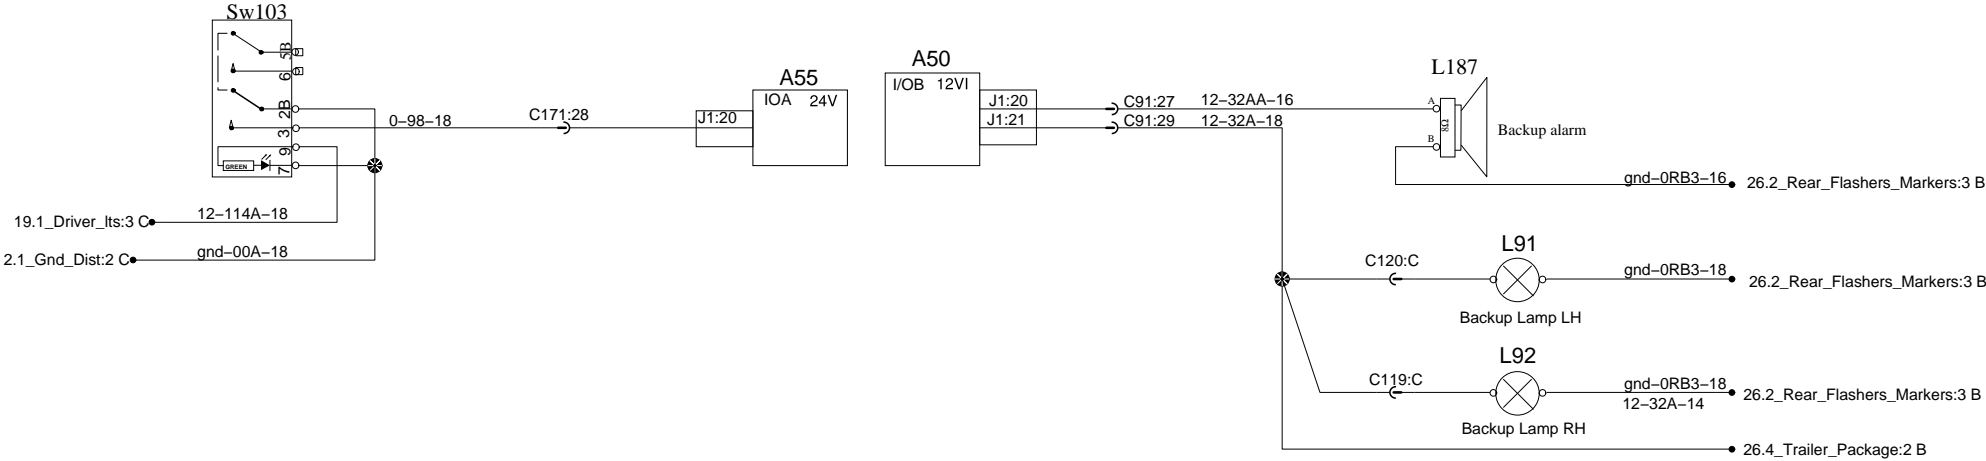 Sw103
5B
6
2B
3
9
7
GREEN
0–98–18
C171:28
J1:20
A55
IOA 24V
A50
I/OB 12VI
J1:20
J1:21
C91:27
C91:29
12–32AA–16
12–32A–18
L187
A
B
8Ω
Backup alarm
gnd–0RB3–16
26.2_Rear_Flashers_Markers:3 B
12–114A–18
19.1_Driver_lts:3 C
gnd–00A–18
2.1_Gnd_Dist:2 C
C120:C
L91
Backup Lamp LH
gnd–0RB3–18
26.2_Rear_Flashers_Markers:3 B
C119:C
L92
Backup Lamp RH
gnd–0RB3–18
26.2_Rear_Flashers_Markers:3 B
12–32A–14
26.4_Trailer_Package:2 B